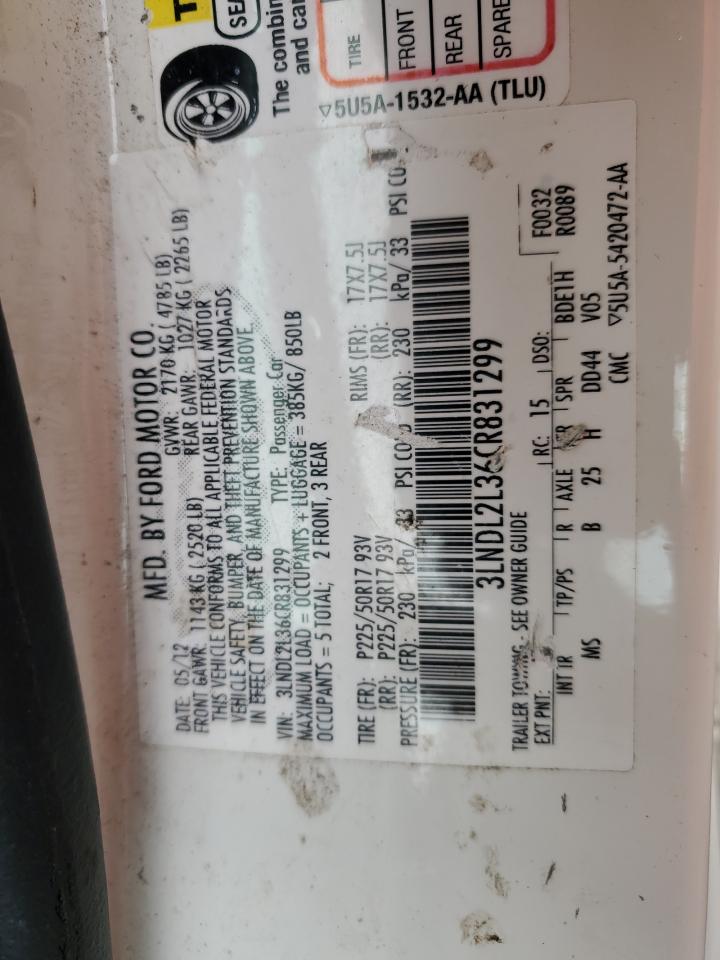 SEA
The combin
and car
TIRE
FRONT
REAR
SPARE
▽5U5A-1532-AA (TLU)
MFD. BY FORD MOTOR CO.
DATE: 05/12 GVWR: 2170 KG ( 4785 LB)
FRONT GAWR: 1143 KG ( 2520 LB) REAR GAWR: 1027 KG ( 2265 LB)
THIS VEHICLE CONFORMS TO ALL APPLICABLE FEDERAL MOTOR
VEHICLE SAFETY, BUMPER, AND THEFT PREVENTION STANDARDS
IN EFFECT ON THE DATE OF MANUFACTURE SHOWN ABOVE.
VIN: 3LNDL2L36CR831299 TYPE: Passenger Car
MAXIMUM LOAD = OCCUPANTS + LUGGAGE = 385KG/ 850LB
OCCUPANTS = 5 TOTAL; 2 FRONT, 3 REAR
TIRE (FR): P225/50R17 93V RIMS (FR): 17X7.5J
(RR): P225/50R17 93V (RR): 17X7.5J
PRESSURE (FR): 230 kPa/ 33 PSI COLD (RR): 230 kPa/ 33 PSI CO
3LNDL2L36CR831299
TRAILER TOWING - SEE OWNER GUIDE
EXT PNT: RC: 15 DSO: F0032
R0089
INT TR TP/PS R AXLE SPR BDE1H
MS B 25 H DD44 V05
CMC ▽5U5A-5420472-AA